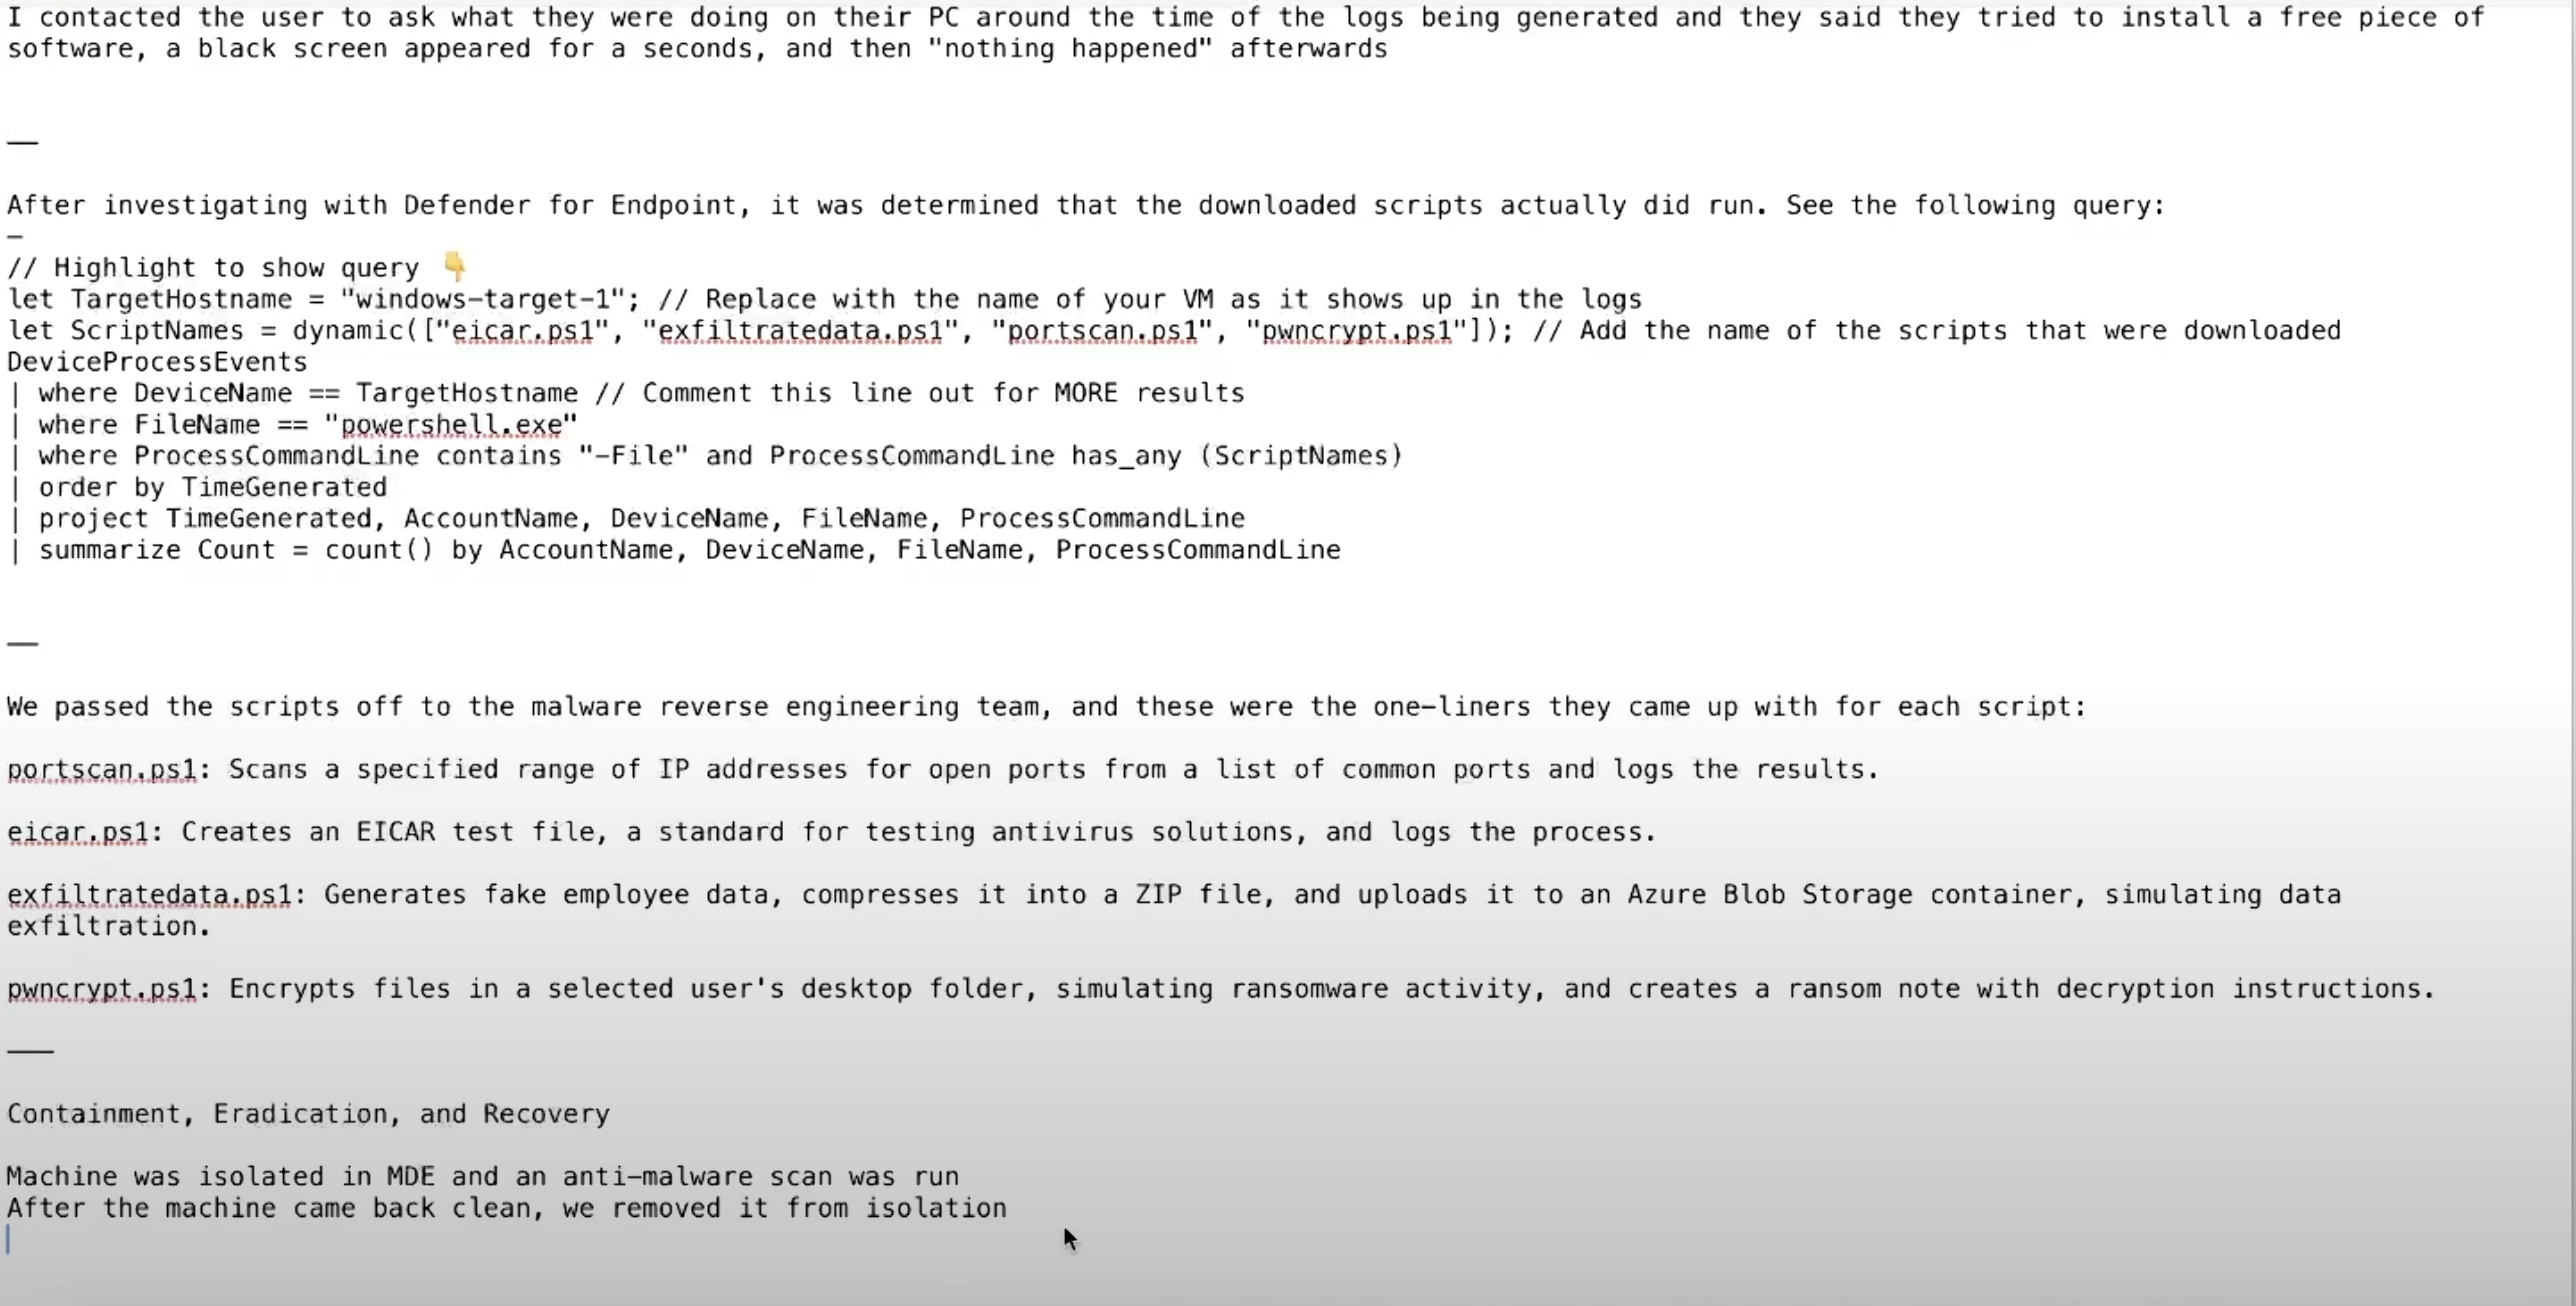 I contacted the user to ask what they were doing on their PC around the time of the logs being generated and they said they tried to install a free piece of
software, a black screen appeared for a seconds, and then "nothing happened" afterwards
——
After investigating with Defender for Endpoint, it was determined that the downloaded scripts actually did run. See the following query:
—
// Highlight to show query 👇
let TargetHostname = "windows-target-1"; // Replace with the name of your VM as it shows up in the logs
let ScriptNames = dynamic(["eicar.ps1", "exfiltratedata.ps1", "portscan.ps1", "pwncrypt.ps1"]); // Add the name of the scripts that were downloaded
DeviceProcessEvents
| where DeviceName == TargetHostname // Comment this line out for MORE results
| where FileName == "powershell.exe"
| where ProcessCommandLine contains "-File" and ProcessCommandLine has_any (ScriptNames)
| order by TimeGenerated
| project TimeGenerated, AccountName, DeviceName, FileName, ProcessCommandLine
| summarize Count = count() by AccountName, DeviceName, FileName, ProcessCommandLine
——
We passed the scripts off to the malware reverse engineering team, and these were the one-liners they came up with for each script:
portscan.ps1: Scans a specified range of IP addresses for open ports from a list of common ports and logs the results.
eicar.ps1: Creates an EICAR test file, a standard for testing antivirus solutions, and logs the process.
exfiltratedata.ps1: Generates fake employee data, compresses it into a ZIP file, and uploads it to an Azure Blob Storage container, simulating data
exfiltration.
pwncrypt.ps1: Encrypts files in a selected user's desktop folder, simulating ransomware activity, and creates a ransom note with decryption instructions.
———
Containment, Eradication, and Recovery
Machine was isolated in MDE and an anti-malware scan was run
After the machine came back clean, we removed it from isolation